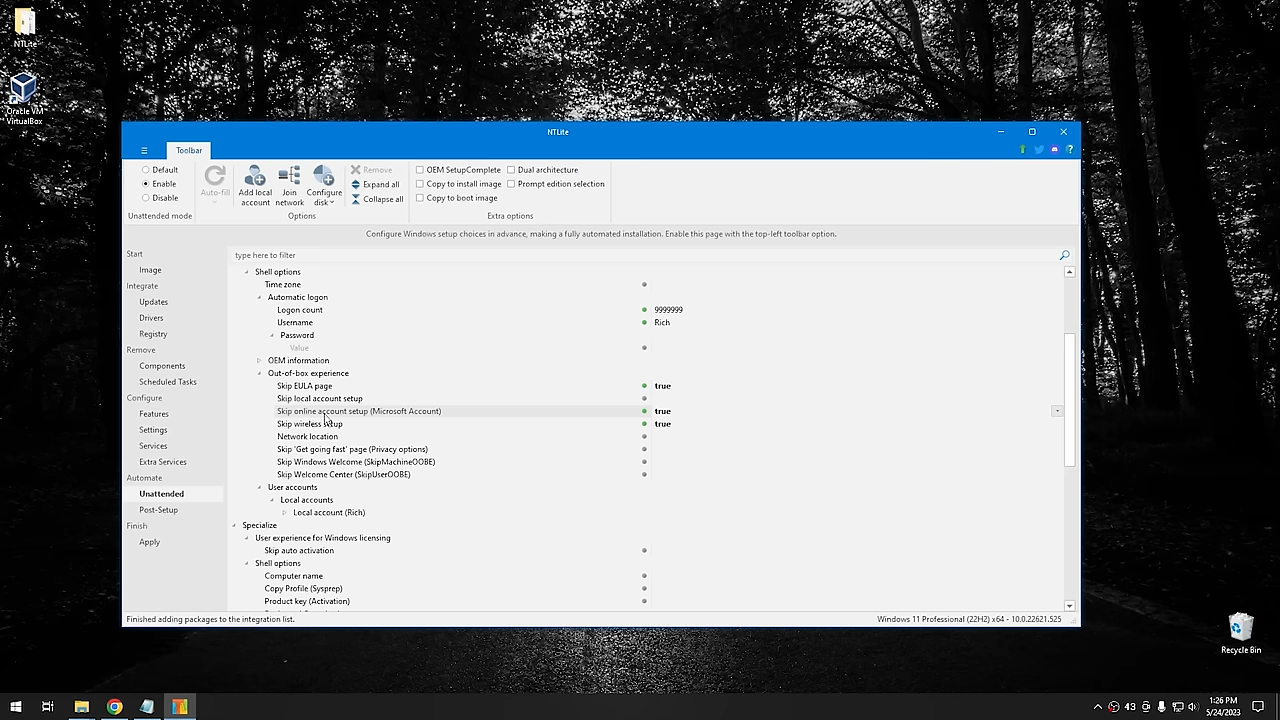 NTLite
Oracle VM
VirtualBox
NTLite
Toolbar
Default
Enable
Disable
Unattended mode
Auto-fill
Add local
account
Join
network
Configure
disk
Options
Remove
Expand all
Collapse all
OEM SetupComplete
Dual architecture
Copy to install image
Prompt edition selection
Copy to boot image
Extra options
Configure Windows setup choices in advance, making a fully automated installation. Enable this page with the top-left toolbar option.
Start
Image
Integrate
Updates
Drivers
Registry
Remove
Components
Scheduled Tasks
Configure
Features
Settings
Services
Extra Services
Automate
Unattended
Post-Setup
Finish
Apply
type here to filter
Shell options
Time zone
Automatic logon
Logon count 9999999
Username Rich
Password
Value
OEM information
Out-of-box experience
Skip EULA page true
Skip local account setup
Skip online account setup (Microsoft Account) true
Skip wireless setup true
Network location
Skip 'Get going fast' page (Privacy options)
Skip Windows Welcome (SkipMachineOOBE)
Skip Welcome Center (SkipUserOOBE)
User accounts
Local accounts
Local account (Rich)
Specialize
User experience for Windows licensing
Skip auto activation
Shell options
Computer name
Copy Profile (Sysprep)
Product key (Activation)
Finished adding packages to the integration list.
Windows 11 Professional (22H2) x64 - 10.0.22621.525
Recycle Bin
43
1:26 PM
5/24/2023